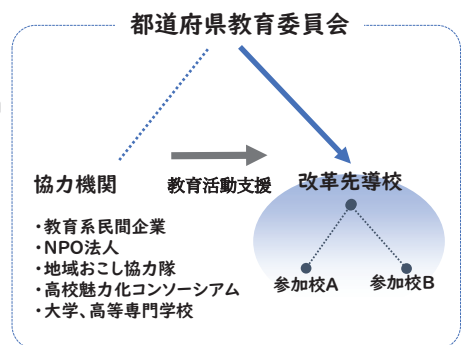 都道府県教育委員会
協力機関
教育活動支援
改革先導校
・教育系民間企業
・NPO法人
・地域おこし協力隊
・高校魅力化コンソーシアム
・大学、高等専門学校
参加校A
参加校B